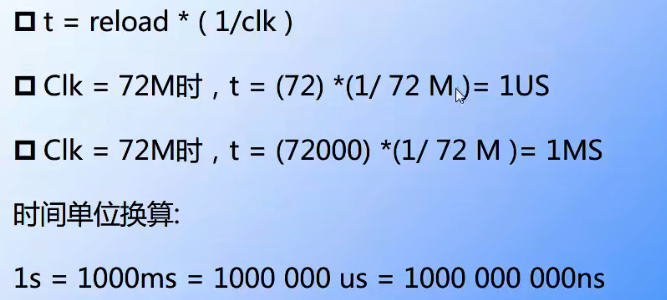 t = reload * ( 1/clk )
Clk = 72M时，t = (72) *(1/ 72 M )= 1US
Clk = 72M时，t = (72000) *(1/ 72 M )= 1MS
时间单位换算:
1s = 1000ms = 1000 000 us = 1000 000 000ns